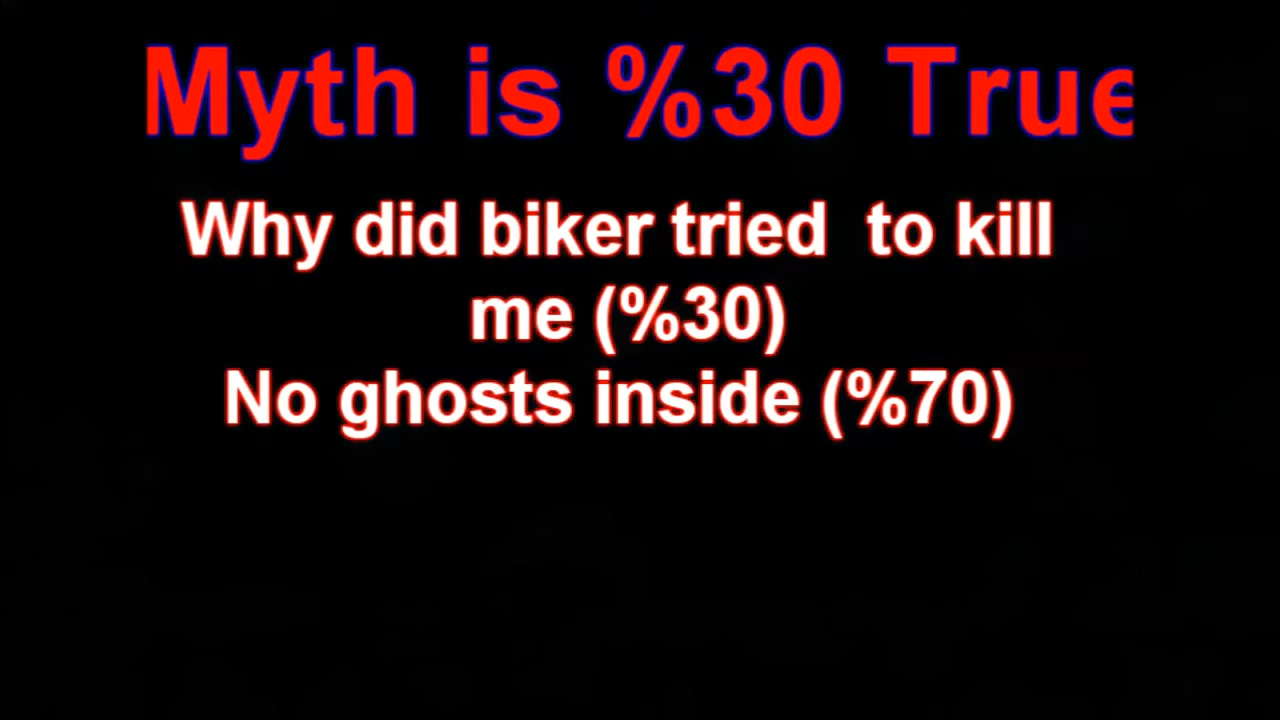 Myth is %30 True
Why did biker tried to kill
me (%30)
No ghosts inside (%70)